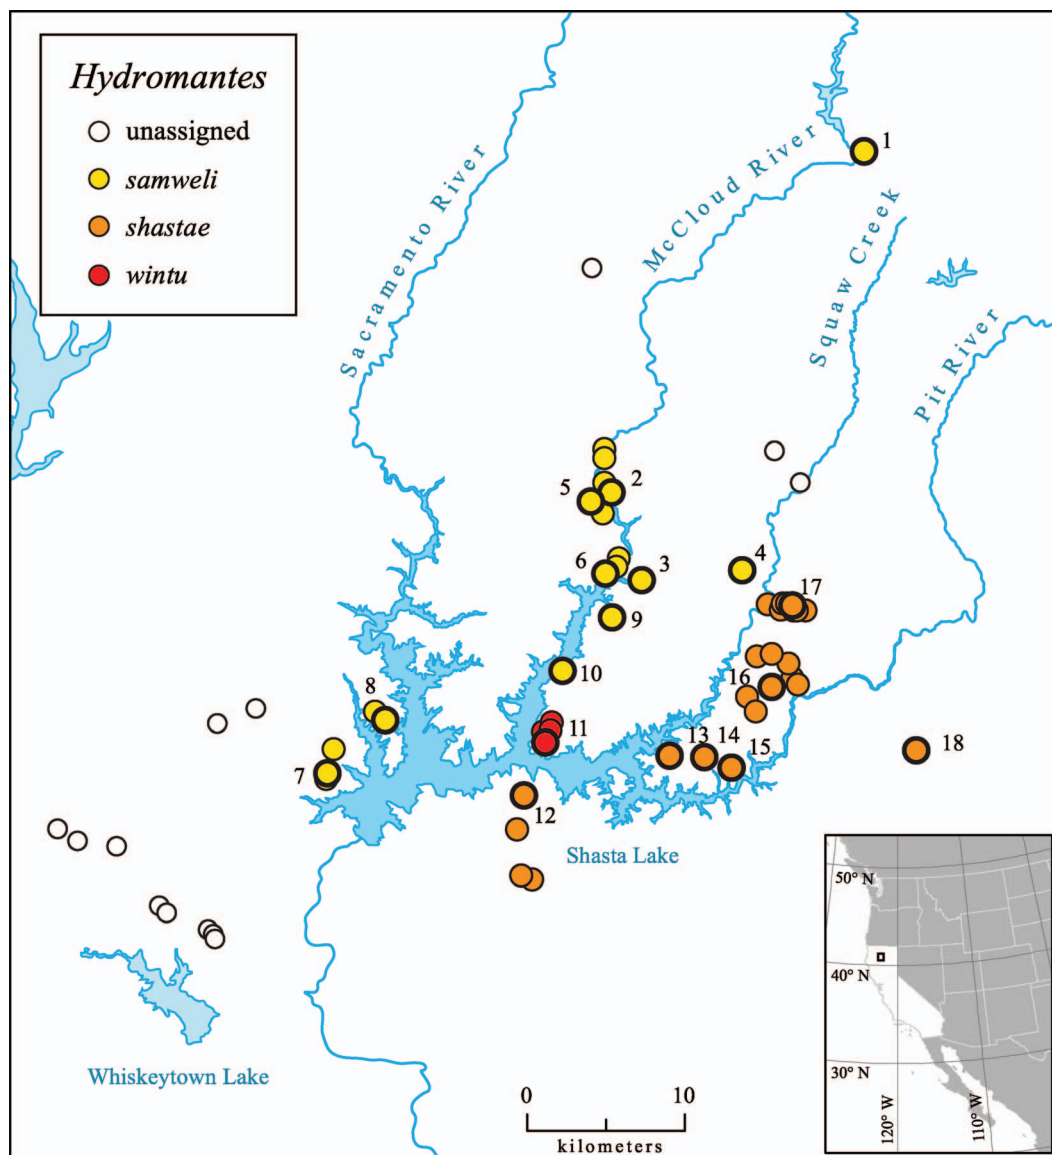 Hydromantes
unassigned
samweli
shastae
wintu
Sacramento River
McCloud River
Squaw Creek
Pit River
1
2
5
3
6
4
17
9
10
16
8
11
13
14
15
18
7
12
Shasta Lake
Whiskeytown Lake
0
10
kilometers
50° N
40° N
30° N
120° W
110° W